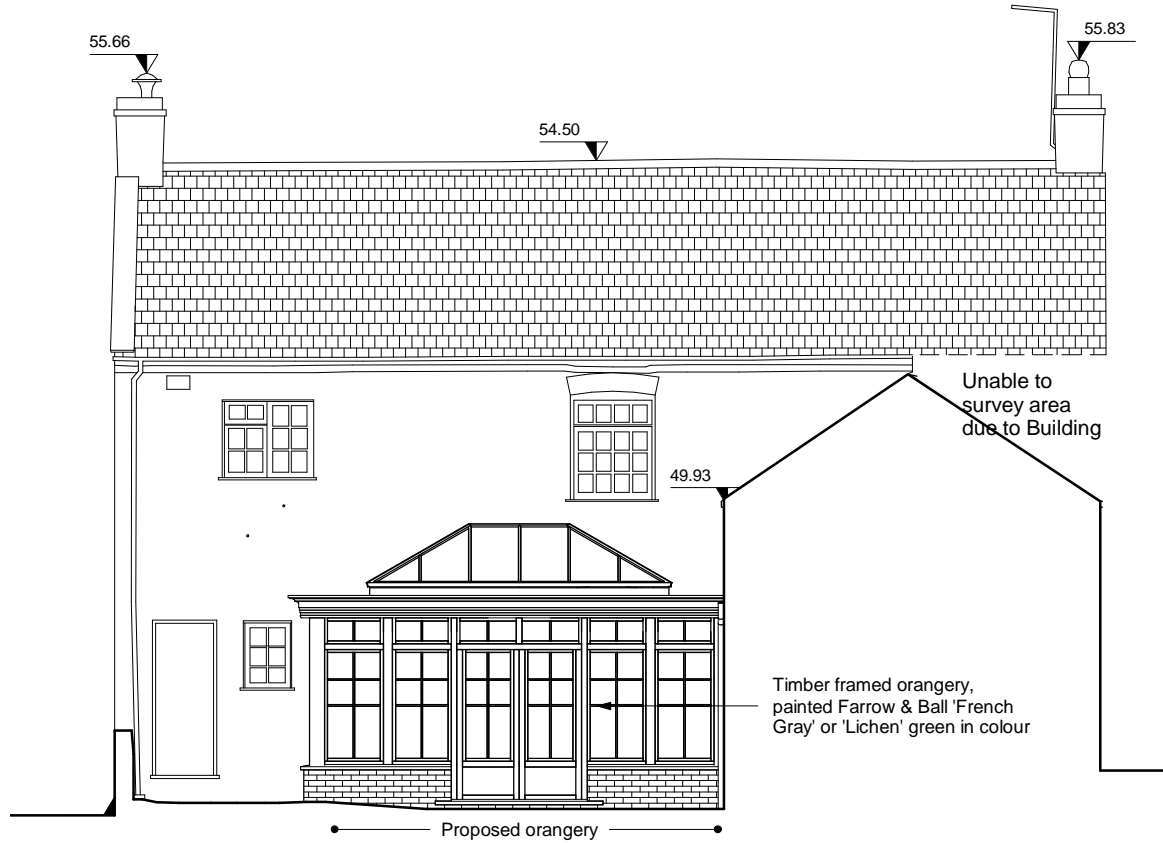 55.66
55.83
54.50
Unable to
survey area
due to Building
49.93
Timber framed orangery,
painted Farrow & Ball 'French
Gray' or 'Lichen' green in colour
Proposed orangery